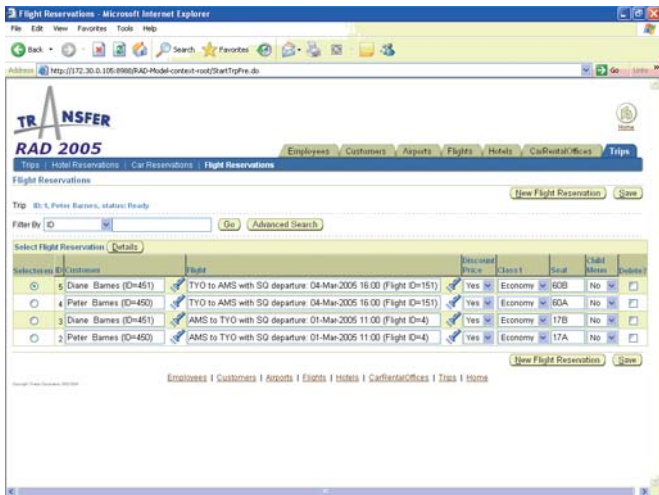 Flight Reservations - Microsoft Internet Explorer
File Edit View Favorites Tools Help
Back Search Favorites
Address http://172.30.0.105:8988/RAD-Model-context-root/StartTrpFre.do Go Links
TRANSFER
Home
RAD 2005
Employees Customers Airports Flights Hotels CarRentalOffices Trips
Trips | Hotel Reservations | Car Reservations | Flight Reservations
Flight Reservations
New Flight Reservation Save
Trip ID: 1, Peter Barnes, status: Ready
Filter By ID Go Advanced Search
Select Flight Reservation Details
Selecteren ID Customer Flight Discount Price Class1 Seat Child Menu Delete?
5 Diane Barnes (ID=451) TYO to AMS with SQ departure: 04-Mar-2005 16:00 (Flight ID=151) Yes Economy 60B No
4 Peter Barnes (ID=450) TYO to AMS with SQ departure: 04-Mar-2005 16:00 (Flight ID=151) Yes Economy 60A No
3 Diane Barnes (ID=451) AMS to TYO with SQ departure: 01-Mar-2005 11:00 (Flight ID=4) Yes Economy 17B No
2 Peter Barnes (ID=450) AMS to TYO with SQ departure: 01-Mar-2005 11:00 (Flight ID=4) Yes Economy 17A No
New Flight Reservation Save
Employees | Customers | Airports | Flights | Hotels | CarRentalOffices | Trips | Home